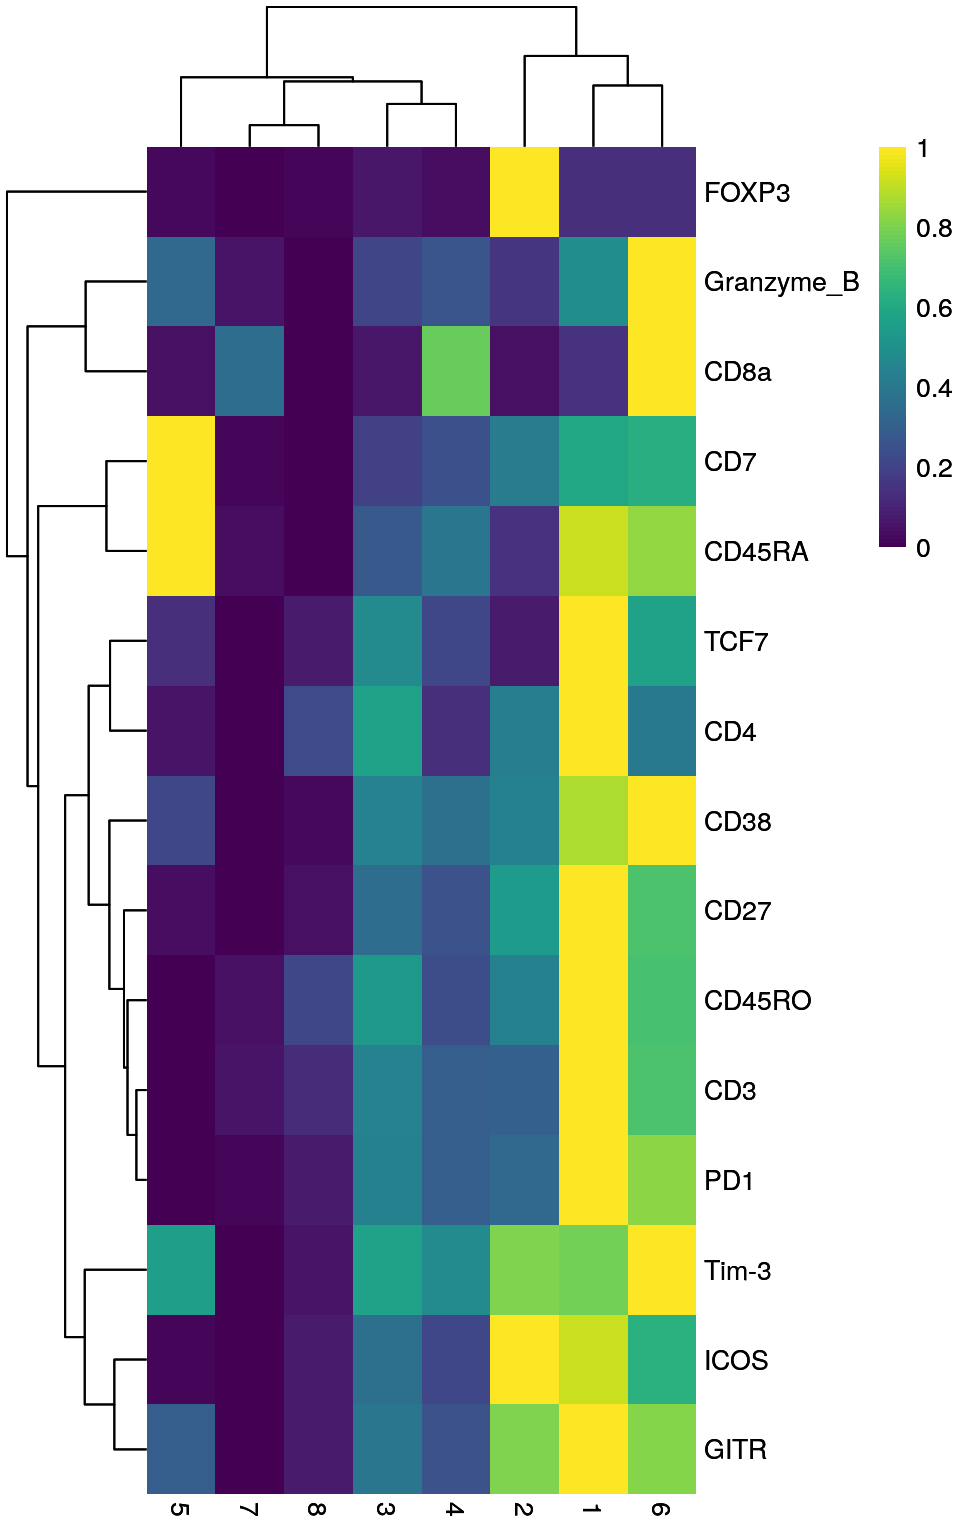 FOXP3
Granzyme_B
CD8a
CD7
CD45RA
TCF7
CD4
CD38
CD27
CD45RO
CD3
PD1
Tim-3
ICOS
GITR
1
0.8
0.6
0.4
0.2
0
5 7 8 3 4 2 1 6